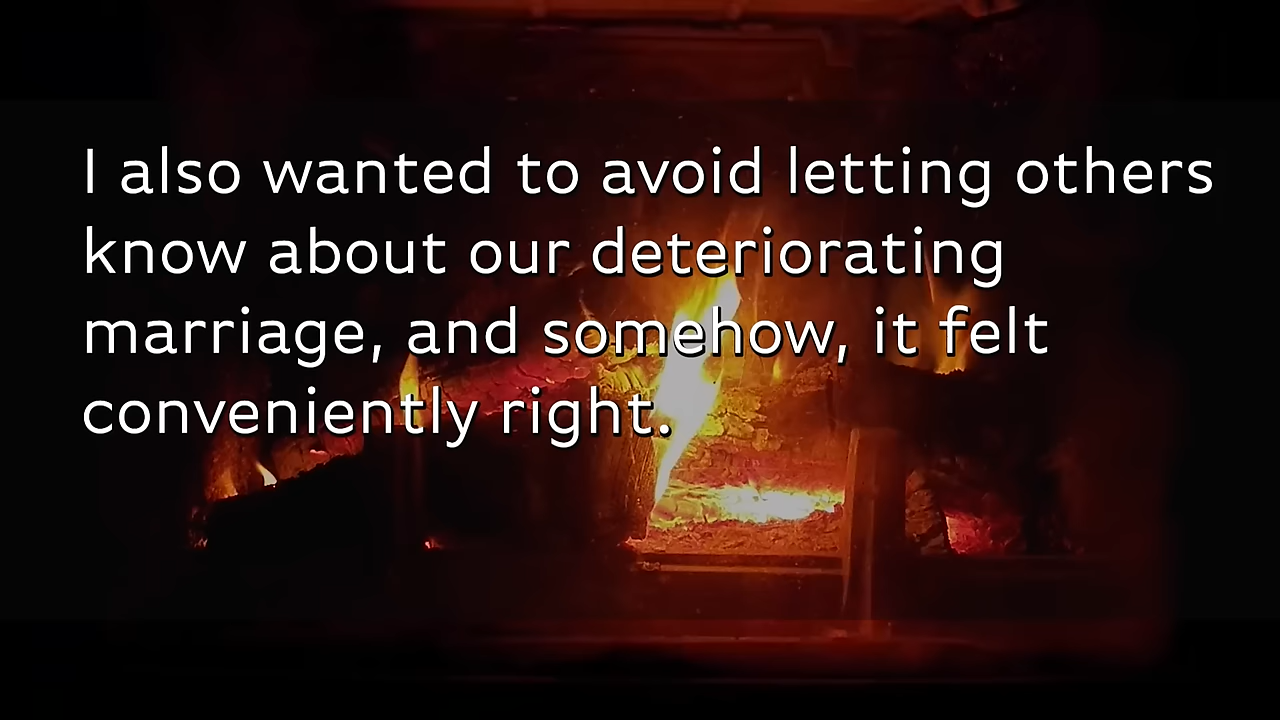 I also wanted to avoid letting others
know about our deteriorating
marriage, and somehow, it felt
conveniently right.